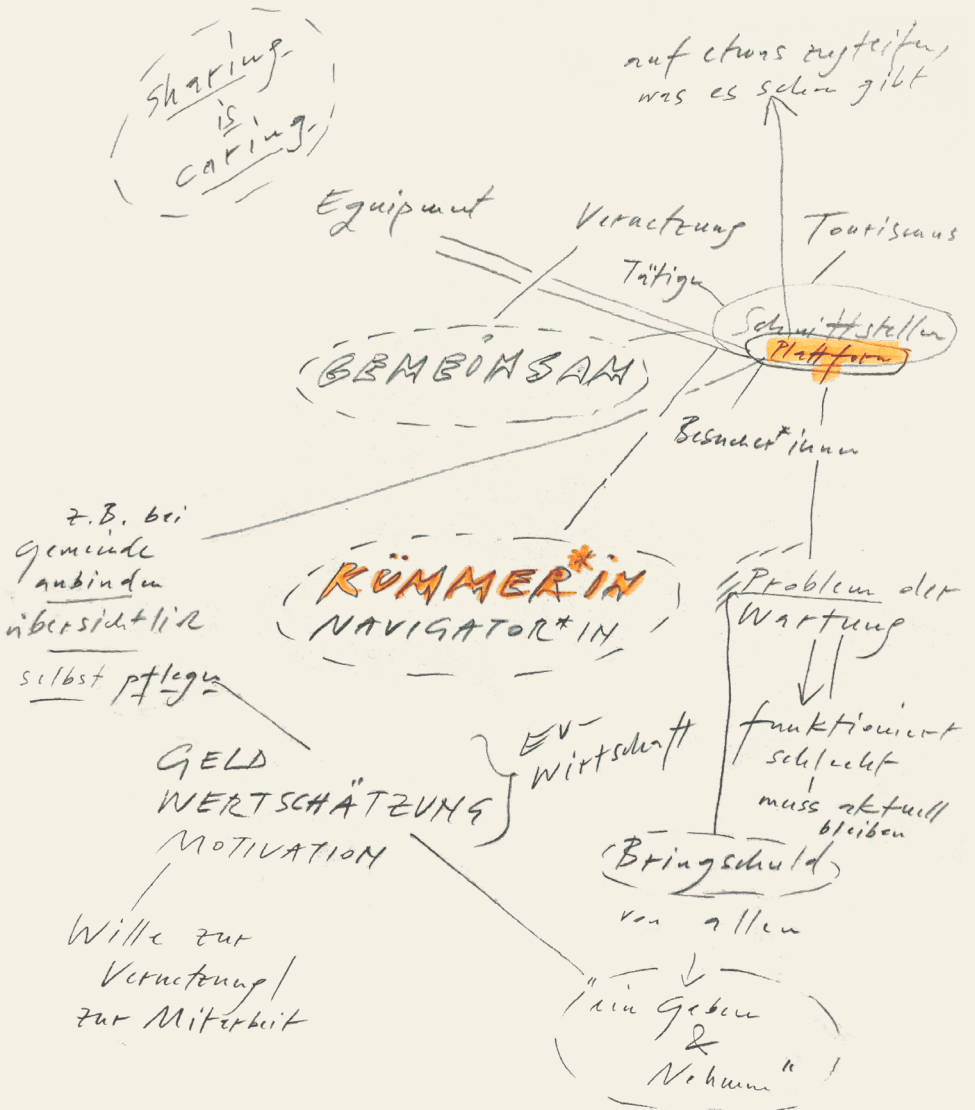 sharing
is
caring
auf etwas zugreifen,
was es schon gibt
Equipment
Vernetzung
Tourismus
Tätige
Schnittstellen
Plattform
GEMEINSAM
Besucher*innen
z.B. bei
Gemeinde
anbinden
übersichtlich
selbst pflegen
KÜMMER*IN
NAVIGATOR*IN
Problem der
Wartung
funktioniert
schlecht
muss aktuell
bleiben
GELD
WERTSCHÄTZUNG
MOTIVATION
EV-
Wirtschaft
Bringschuld
von allen
Wille zur
Vernetzung/
zur Mitarbeit
"ein Geben
&
Nehmen"